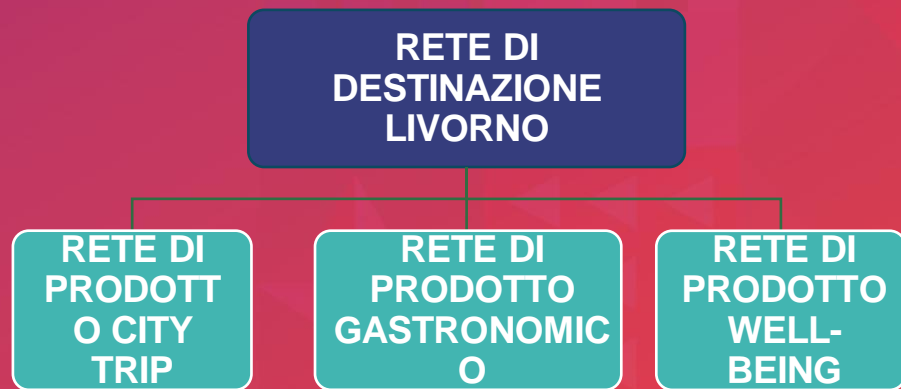 RETE DI
DESTINAZIONE
LIVORNO
RETE DI
PRODOTT
O CITY
TRIP
RETE DI
PRODOTTO
GASTRONOMIC
O
RETE DI
PRODOTTO
WELL-
BEING